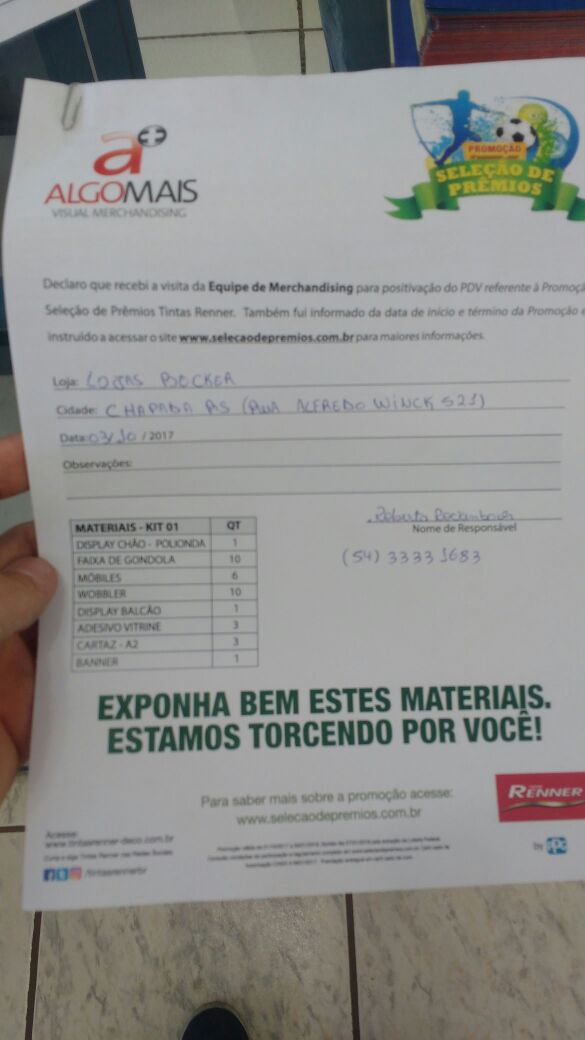 a+
ALGOMAIS
VISUAL MERCHANDISING
PROMOÇÃO
SELEÇÃO DE
PRÊMIOS
Declaro que recebi a visita da Equipe de Merchandising para positivação do PDV referente à Promoçã
Seleção de Prêmios Tintas Renner. Também fui informado da data de início e término da Promoção e
instruído a acessar o site www.selecaodepremios.com.br para maiores informações.
Loja: LOJAS BECKER
Cidade: CHAPADA RS (RUA ALFREDO WINCK 521)
Data: 03/10 / 2017
Observações:
Roberta
Nome de Responsável
(54) 3333 1683
MATERIAIS - KIT 01 QT
DISPLAY CHÃO - POLIONDA 1
FAIXA DE GONDOLA 10
MÓBILES 6
WOBBLER 10
DISPLAY BALCÃO 1
ADESIVO VITRINE 3
CARTAZ - A2 3
BANNER 1
EXPONHA BEM ESTES MATERIAIS.
ESTAMOS TORCENDO POR VOCÊ!
Para saber mais sobre a promoção acesse:
www.selecaodepremios.com.br
RENNER
by PPG
Acesse:
www.tintasrenner-deco.com.br
Curta e siga Tintas Renner nas Redes Sociais.
/tintasrennerbr